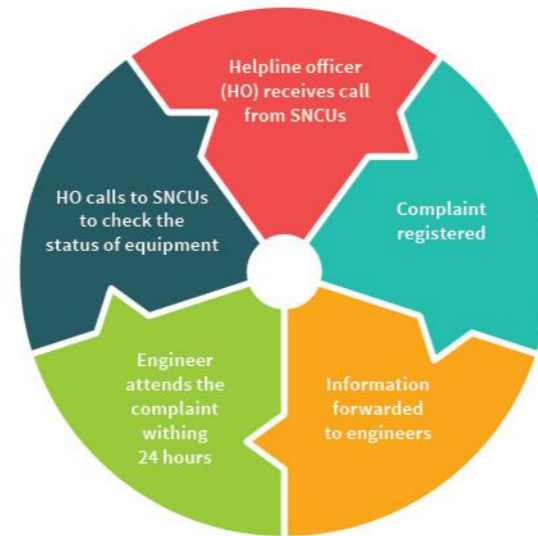 Helpline officer
(HO) receives call
from SNCUs
Complaint
registered
Information
forwarded
to engineers
Engineer
attends the
complaint
withing
24 hours
HO calls to SNCUs
to check the
status of equipment